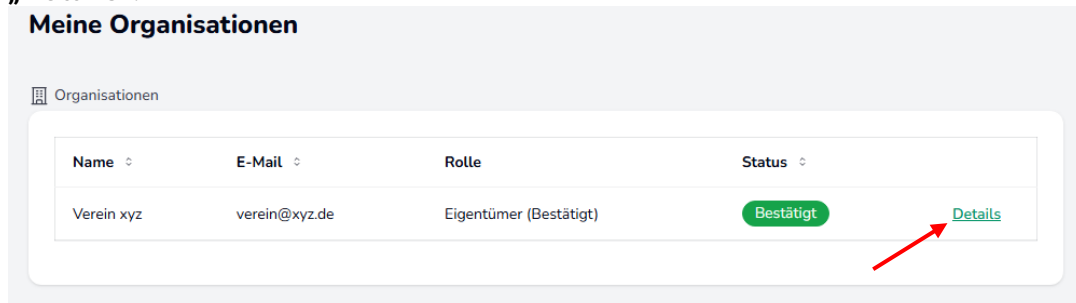 Meine Organisationen
Organisationen
Name E-Mail Rolle Status
Verein xyz verein@xyz.de Eigentümer (Bestätigt) Bestätigt Details